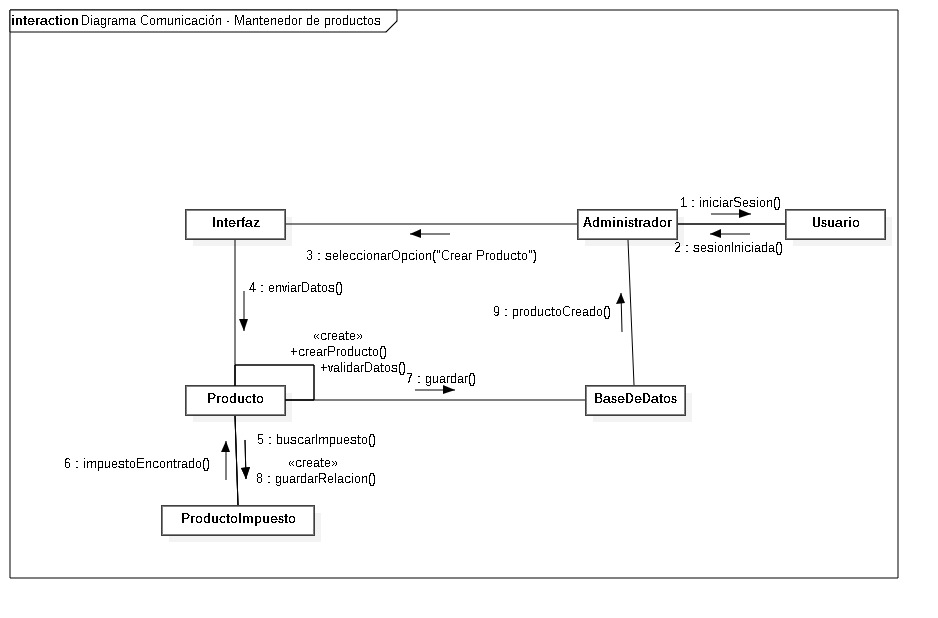 interaction Diagrama Comunicación - Mantenedor de productos
1 : iniciarSesion()
Interfaz
Administrador
Usuario
2 : sesionIniciada()
3 : seleccionarOpcion("Crear Producto")
4 : enviarDatos()
9 : productoCreado()
«create»
+crearProducto()
+validarDatos()
7 : guardar()
Producto
BaseDeDatos
5 : buscarImpuesto()
6 : impuestoEncontrado()
«create»
8 : guardarRelacion()
ProductoImpuesto